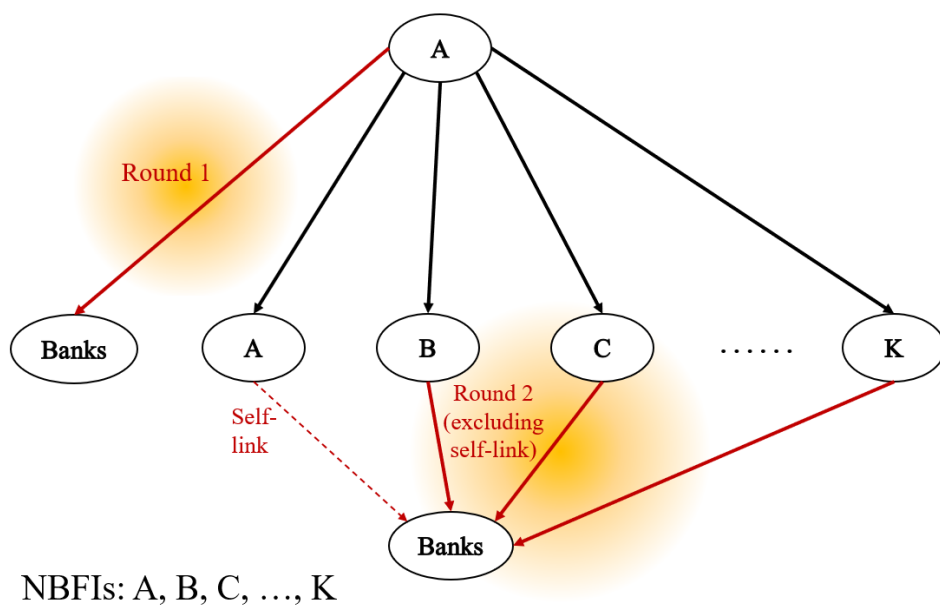 A
Round 1
Banks
A
B
C
......
K
Self-
link
Round 2
(excluding
self-link)
Banks
NBFIs: A, B, C, …, K